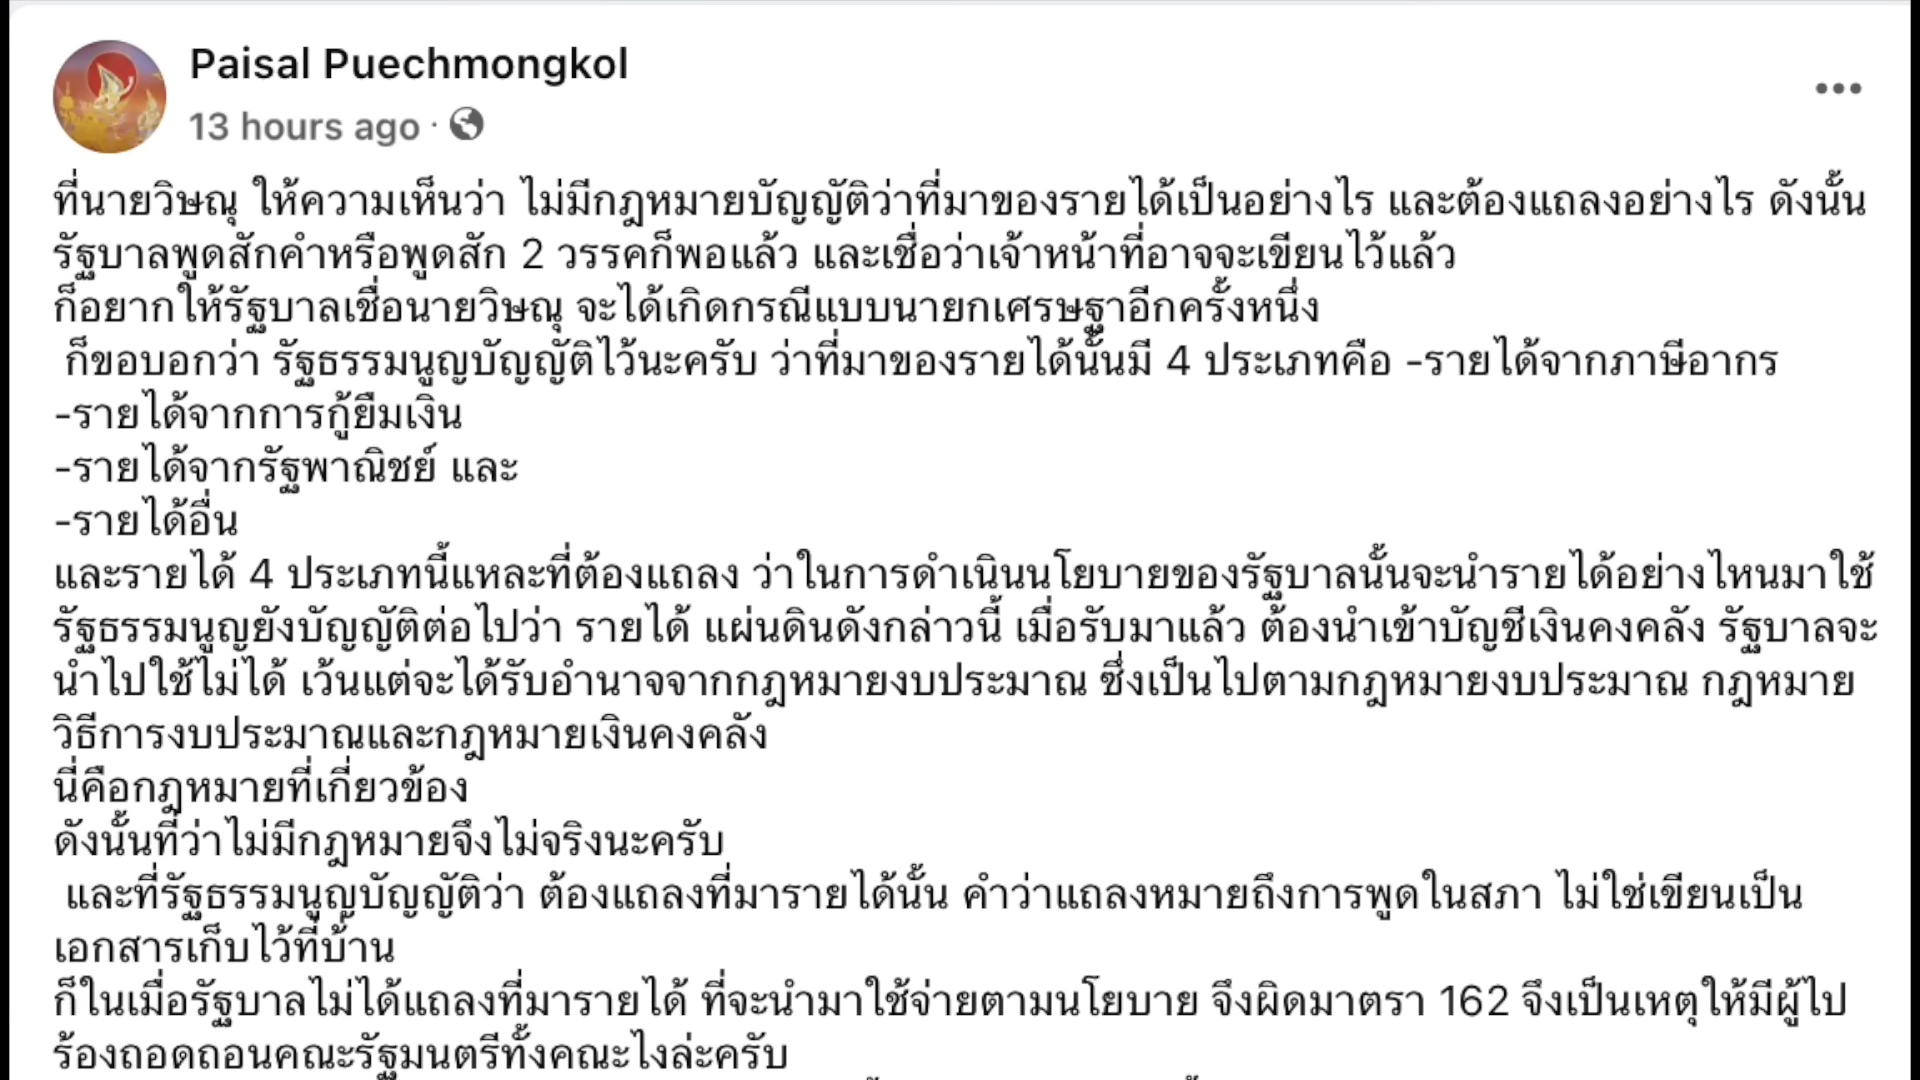 Paisal Puechmongkol
13 hours ago ·
ที่นายวิษณุ ให้ความเห็นว่า ไม่มีกฎหมายบัญญัติว่าที่มาของรายได้เป็นอย่างไร และต้องแถลงอย่างไร ดังนั้น
รัฐบาลพูดสักคำหรือพูดสัก 2 วรรคก็พอแล้ว และเชื่อว่าเจ้าหน้าที่อาจจะเขียนไว้แล้ว
ก็อยากให้รัฐบาลเชื่อนายวิษณุ จะได้เกิดกรณีแบบนายกเศรษฐาอีกครั้งหนึ่ง
ก็ขอบอกว่า รัฐธรรมนูญบัญญัติไว้นะครับ ว่าที่มาของรายได้นั้นมี 4 ประเภทคือ -รายได้จากภาษีอากร
-รายได้จากการกู้ยืมเงิน
-รายได้จากรัฐพาณิชย์ และ
-รายได้อื่น
และรายได้ 4 ประเภทนี้แหละที่ต้องแถลง ว่าในการดำเนินนโยบายของรัฐบาลนั้นจะนำรายได้อย่างไหนมาใช้
รัฐธรรมนูญยังบัญญัติต่อไปว่า รายได้ แผ่นดินดังกล่าวนี้ เมื่อรับมาแล้ว ต้องนำเข้าบัญชีเงินคงคลัง รัฐบาลจะ
นำไปใช้ไม่ได้ เว้นแต่จะได้รับอำนาจจากกฎหมายงบประมาณ ซึ่งเป็นไปตามกฎหมายงบประมาณ กฎหมาย
วิธีการงบประมาณและกฎหมายเงินคงคลัง
นี่คือกฎหมายที่เกี่ยวข้อง
ดังนั้นที่ว่าไม่มีกฎหมายจึงไม่จริงนะครับ
และที่รัฐธรรมนูญบัญญัติว่า ต้องแถลงที่มารายได้นั้น คำว่าแถลงหมายถึงการพูดในสภา ไม่ใช่เขียนเป็น
เอกสารเก็บไว้ที่บ้าน
ก็ในเมื่อรัฐบาลไม่ได้แถลงที่มารายได้ ที่จะนำมาใช้จ่ายตามนโยบาย จึงผิดมาตรา 162 จึงเป็นเหตุให้มีผู้ไป
ร้องถอดถอนคณะรัฐมนตรีทั้งคณะไงล่ะครับ